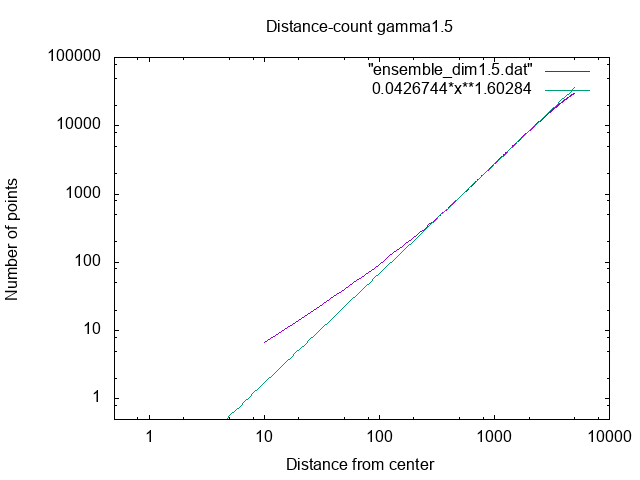 Distance-count gamma1.5
100000
"ensemble_dim1.5.dat"
0.0426744*x**1.60284
10000
1000
Number of points
100
10
1
1 10 100 1000 10000
Distance from center